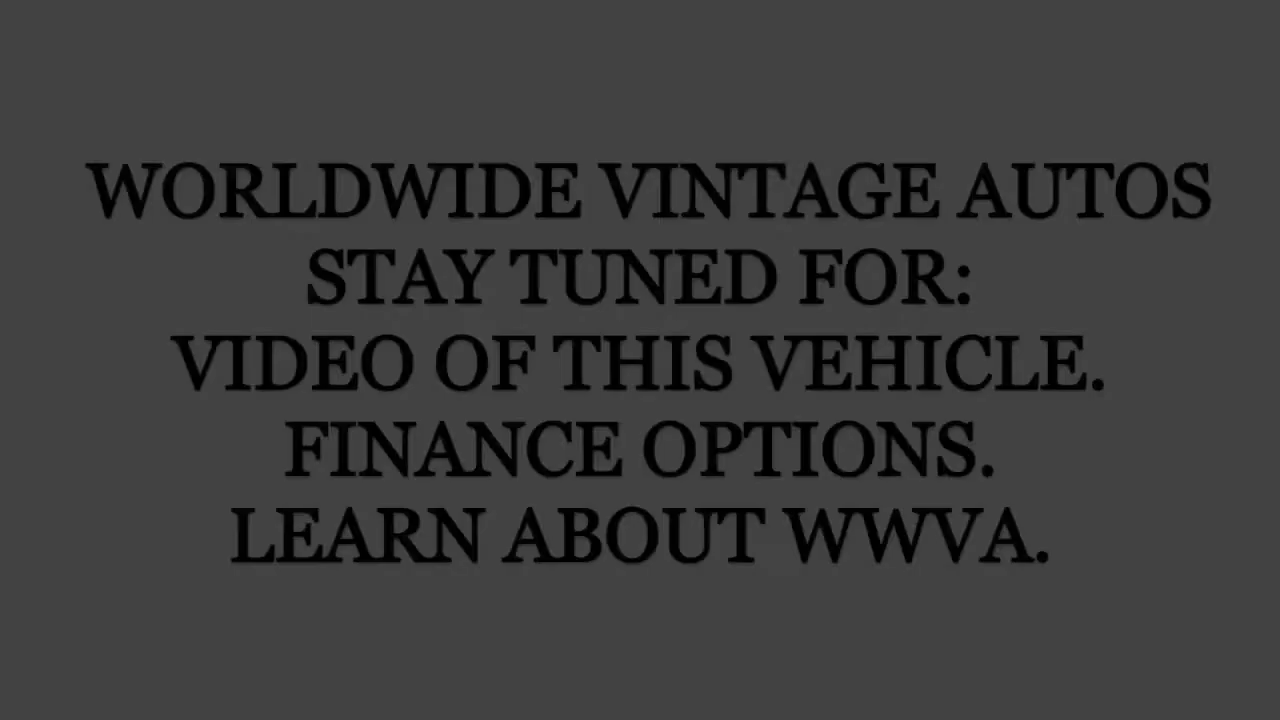 WORLDWIDE VINTAGE AUTOS
STAY TUNED FOR:
VIDEO OF THIS VEHICLE.
FINANCE OPTIONS.
LEARN ABOUT WWVA.